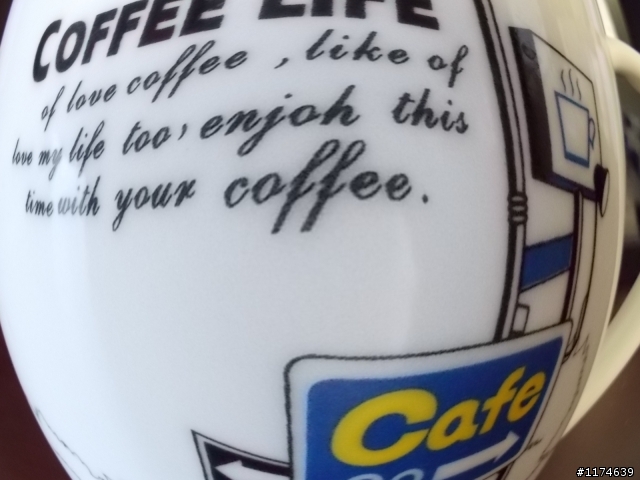 COFFEE LIFE
of love coffee , like of
love my life too, enjoh this
time with your coffee.
Cafe
#1174639